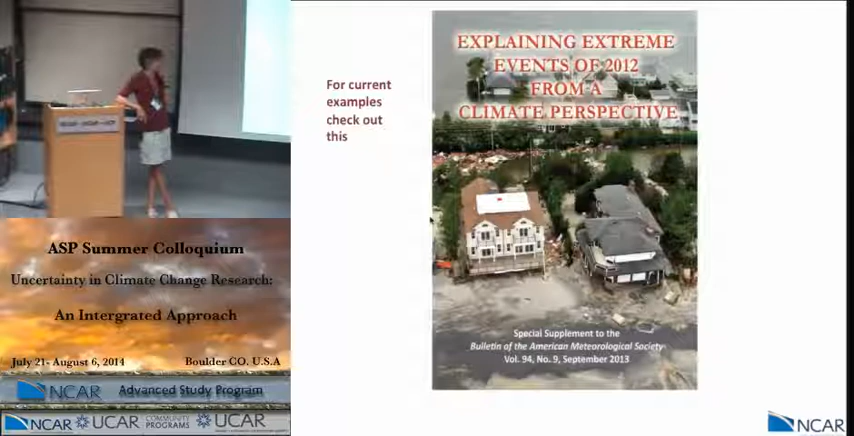 For current
examples
check out
this
EXPLAINING EXTREME
EVENTS OF 2012
FROM A
CLIMATE PERSPECTIVE
Special Supplement to the
Bulletin of the American Meteorological Society
Vol. 94, No. 9, September 2013
ASP Summer Colloquium
Uncertainty in Climate Change Research:
An Intergrated Approach
July 21- August 6, 2014 Boulder CO. U.S.A
NCAR Advanced Study Program
NCAR UCAR COMMUNITY PROGRAMS UCAR
NCAR